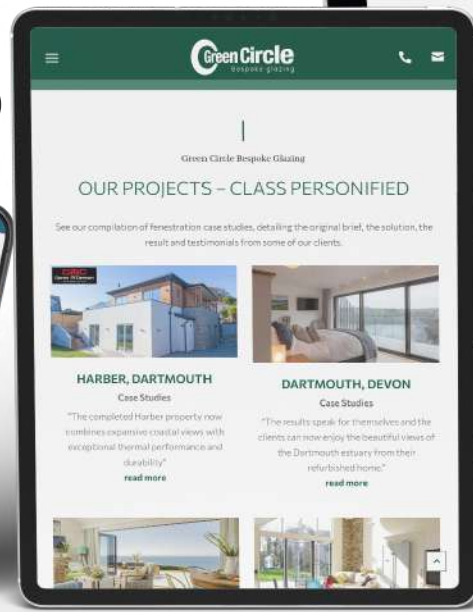 Green Circle
Bespoke glazing
Green Circle Bespoke Glazing
OUR PROJECTS – CLASS PERSONIFIED
See our compilation of fenestration case studies, detailing the original brief, the solution, the
result and testimonials from some of our clients.
HARBER, DARTMOUTH
Case Studies
"The completed Harber property now
combines expansive coastal views with
exceptional thermal performance and
durability"
read more
DARTMOUTH, DEVON
Case Studies
"The results speak for themselves and the
clients can now enjoy the beautiful views of
the Dartmouth estuary from their
refurbished home."
read more